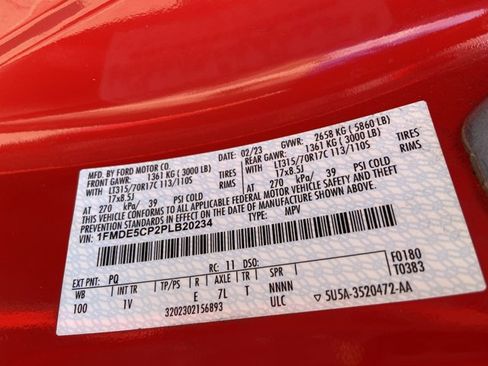 MFD. BY FORD MOTOR CO. 02/23 GVWR: 2658 KG (5860 LB)
FRONT GAWR: 1361 KG (3000 LB) REAR GAWR: 1361 KG (3000 LB)
LT315/70R17C 113/110S TIRES LT315/70R17C 113/110S TIRES
17x8.5J RIMS 17x8.5J RIMS
AT 270 kPa/ 39 PSI COLD AT 270 kPa/ 39 PSI COLD
THIS VEHICLE CONFORMS TO ALL APPLICABLE FEDERAL MOTOR VEHICLE SAFETY AND THEFT
PREVENTION STANDARDS IN EFFECT ON THE DATE OF MANUFACTURE SHOWN ABOVE.
VIN: 1FMDE5CP2PLB20234
TYPE: MPV
F0180
T0383
EXT PNT: PQ RC: 11 DSO:
WB INT TR TP/PS R AXLE TR SPR
100 1V E 7L T NNNN
3202302156893 ULC ▽ 5U5A-3520472-AA